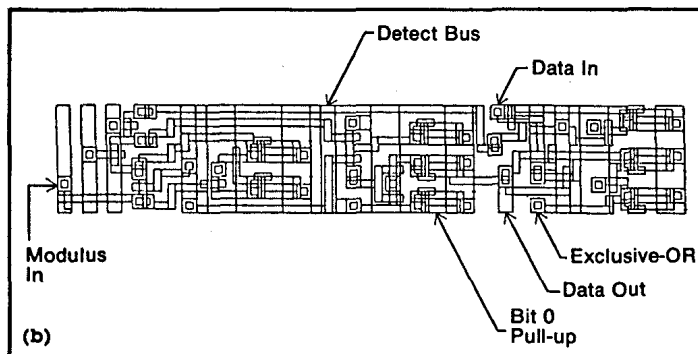 Detect Bus
Data In
Modulus
In
Exclusive-OR
Data Out
Bit 0
Pull-up
(b)